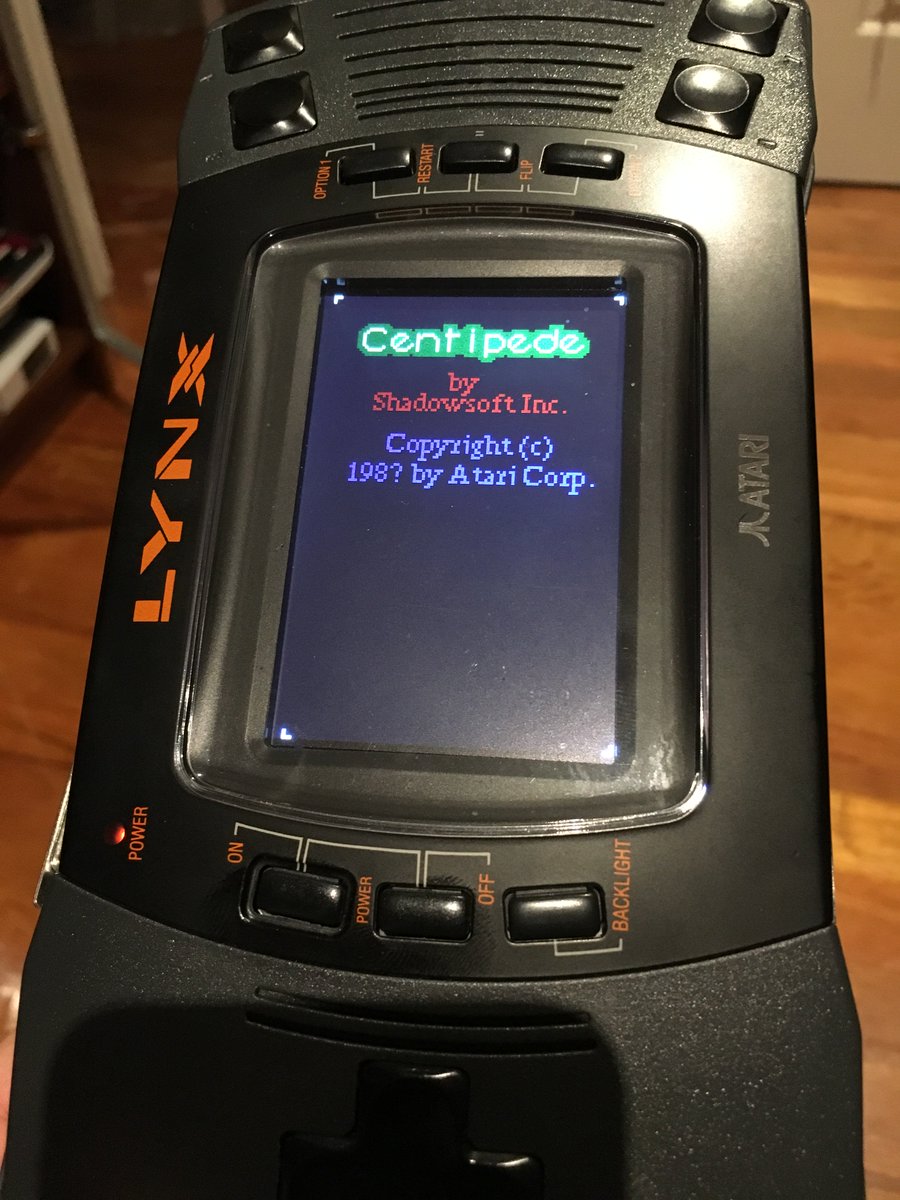 OPTION 1
RESTART
FLIP
Centipede
by
Shadowsoft Inc.
Copyright (c)
198? by Atari Corp.
LYNX
ATARI
POWER
ON
POWER
OFF
BACKLIGHT